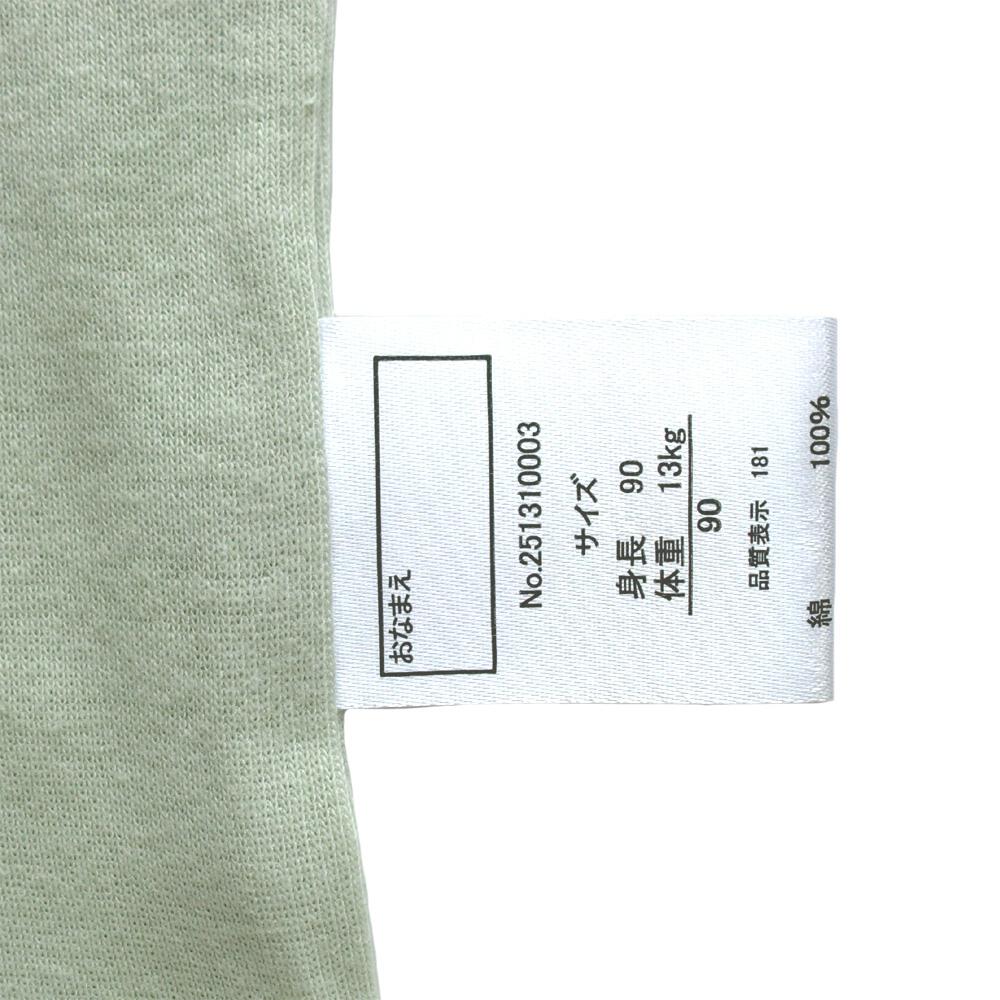 おなまえ
No.251310003
サイズ
身長 90
体重 13kg
90
品質表示 181
綿 100%